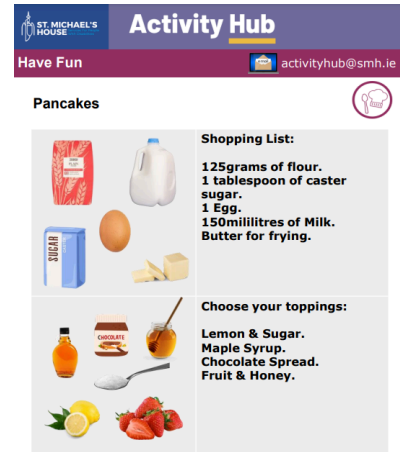 ST. MICHAEL'S
HOUSE
Activity Hub
Have Fun
activityhub@smh.ie
Pancakes
Shopping List:
125grams of flour.
1 tablespoon of caster
sugar.
1 Egg.
150mililitres of Milk.
Butter for frying.
SUGAR
Choose your toppings:
Lemon & Sugar.
Maple Syrup.
Chocolate Spread.
Fruit & Honey.
CHOCOLATE